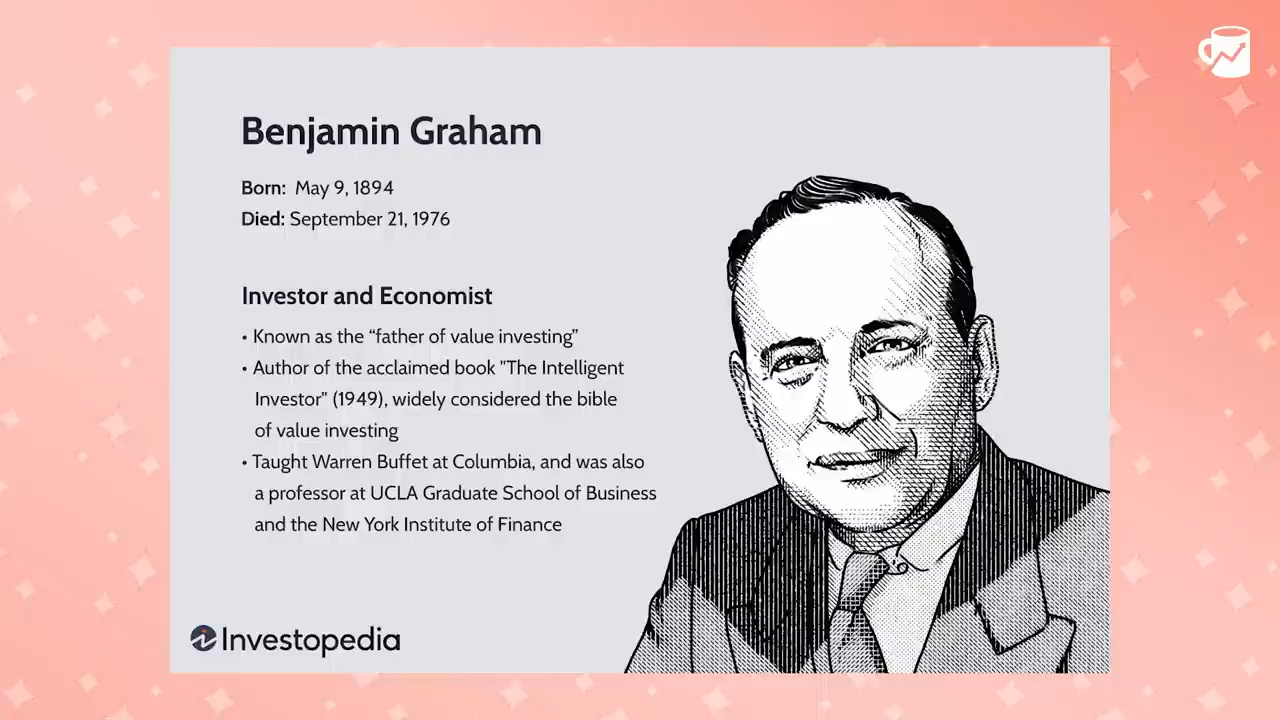 Benjamin Graham
Born: May 9, 1894
Died: September 21, 1976
Investor and Economist
• Known as the “father of value investing”
• Author of the acclaimed book "The Intelligent
Investor" (1949), widely considered the bible
of value investing
• Taught Warren Buffet at Columbia, and was also
a professor at UCLA Graduate School of Business
and the New York Institute of Finance
Investopedia